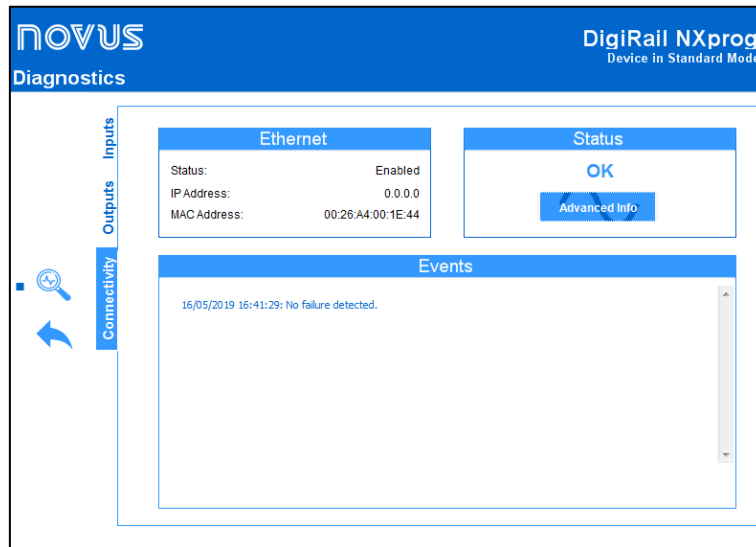 novus
DigiRail NXprog
Device in Standard Mode
Diagnostics
Inputs
Outputs
Connectivity
Ethernet
Status: Enabled
IP Address: 0.0.0.0
MAC Address: 00:26:A4:00:1E:44
Status
OK
Advanced Info
Events
16/05/2019 16:41:29: No failure detected.